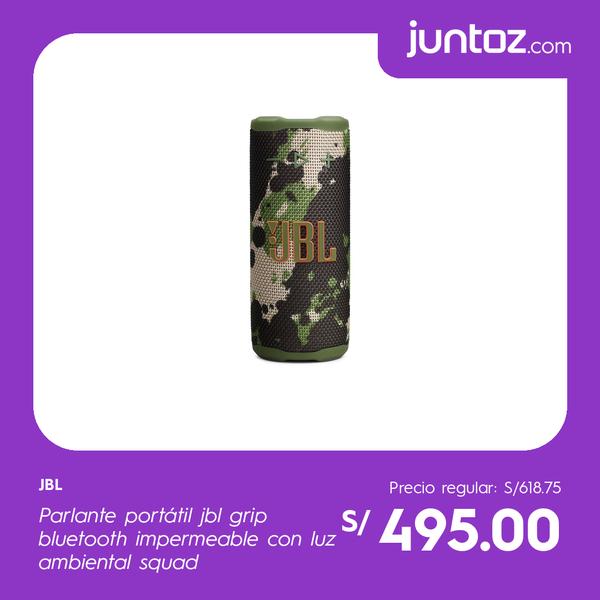 juntoz.com
JBL
JBL
Parlante portátil jbl grip
bluetooth impermeable con luz
ambiental squad
Precio regular: S/618.75
S/ 495.00